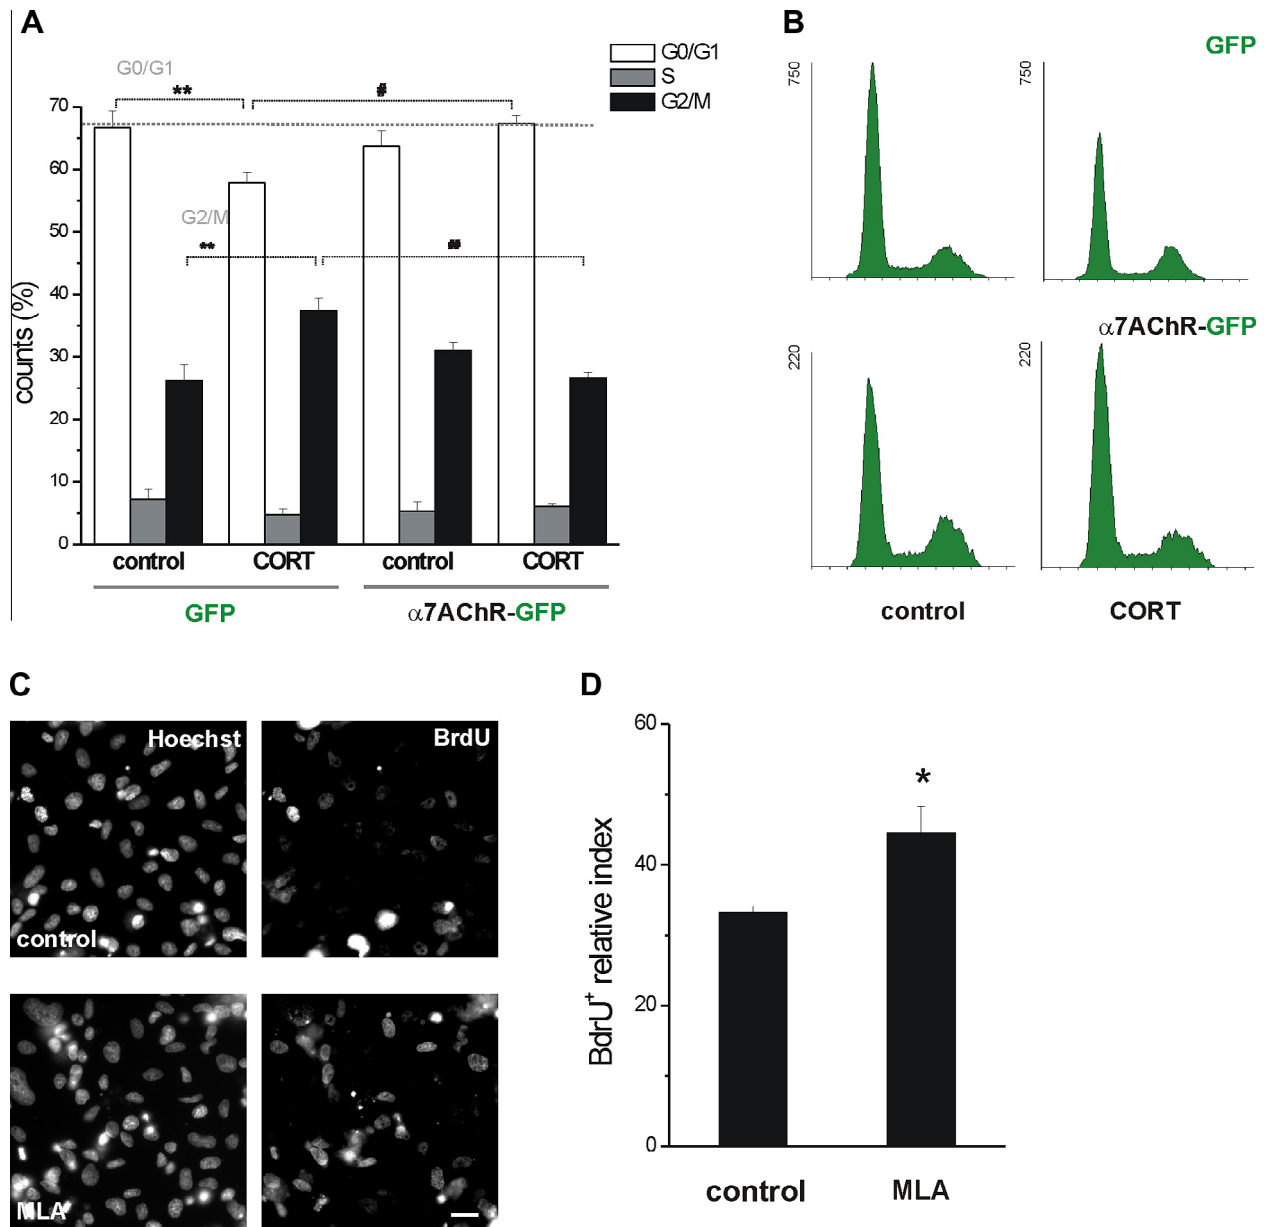 A
G0/G1
S
G2/M
G0/G1
**
#
G2/M
**
##
counts (%)
70
60
50
40
30
20
10
0
control
CORT
control
CORT
GFP
α7AChR-GFP
B
GFP
750
750
α7AChR-GFP
220
220
control
CORT
C
Hoechst
BrdU
control
MLA
D
BdrU+ relative index
60
40
20
0
*
control
MLA